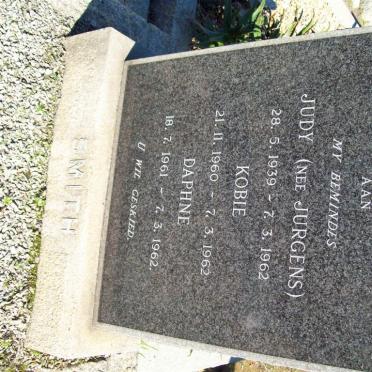 AAN
MY BEMINDES
JUDY (NEE JURGENS)
28. 5. 1939 - 7. 3. 1962
KOBIE
21. 11. 1960 - 7. 3. 1962
DAPHNE
18. 7. 1961 - 7. 3. 1962
U WIL GESKIED.
SMITH